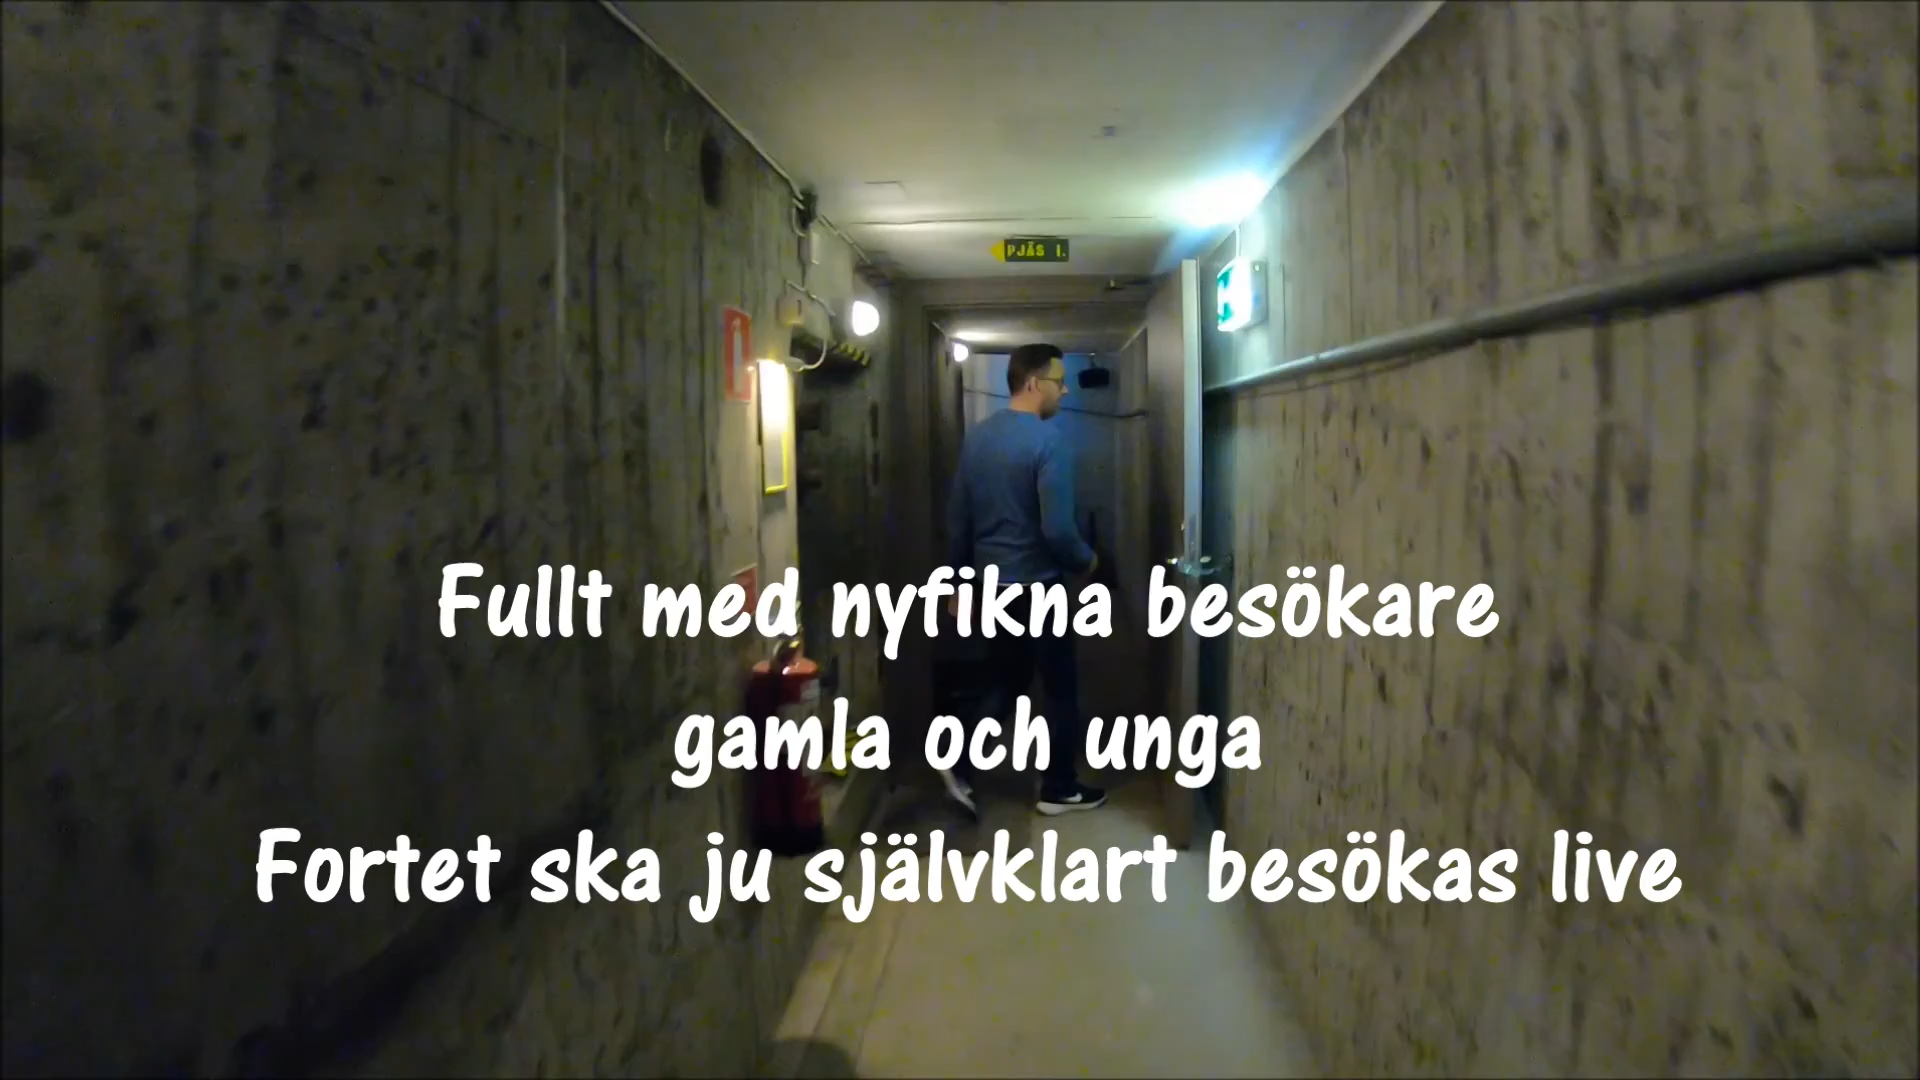 PJÄS 1.
Fullt med nyfikna besökare
gamla och unga
Fortet ska ju självklart besökas live